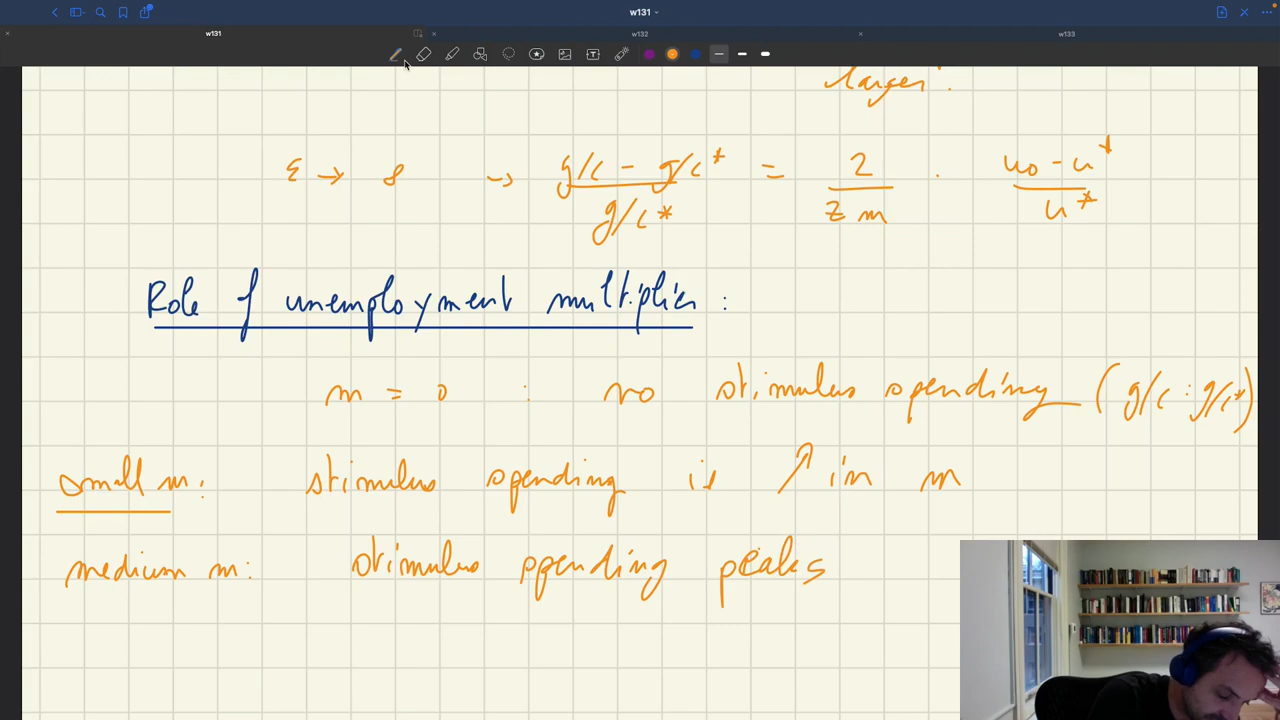 w131
w131
w132
w133
larger.
ε → ∞ → (g/c - g/c*) / (g/c*) = 2 / (z m) · (u₀ - u*) / u*
Role of unemployment multiplier :
m = 0 : no stimulus spending (g/c : g/c*)
small m: stimulus spending is ↗ in m
medium m: stimulus spending peaks